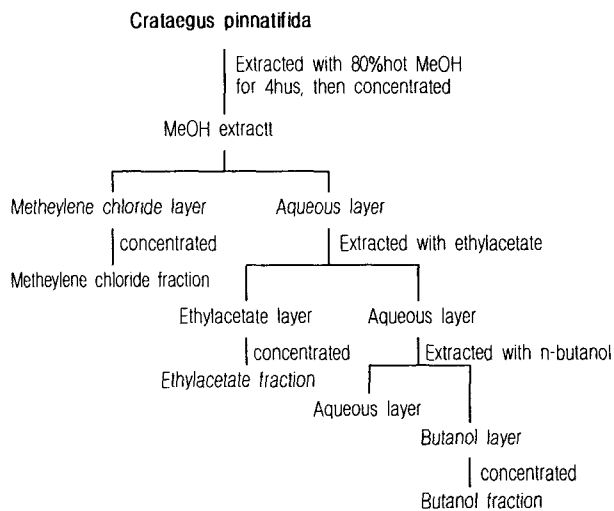 Crataegus pinnatifida
Extracted with 80%hot MeOH
for 4hus, then concentrated
MeOH extractt
Metheylene chloride layer
Aqueous layer
concentrated
Extracted with ethylacetate
Metheylene chloride fraction
Ethylacetate layer
Aqueous layer
concentrated
Extracted with n-butanol
Ethylacetate fraction
Aqueous layer
Butanol layer
concentrated
Butanol fraction